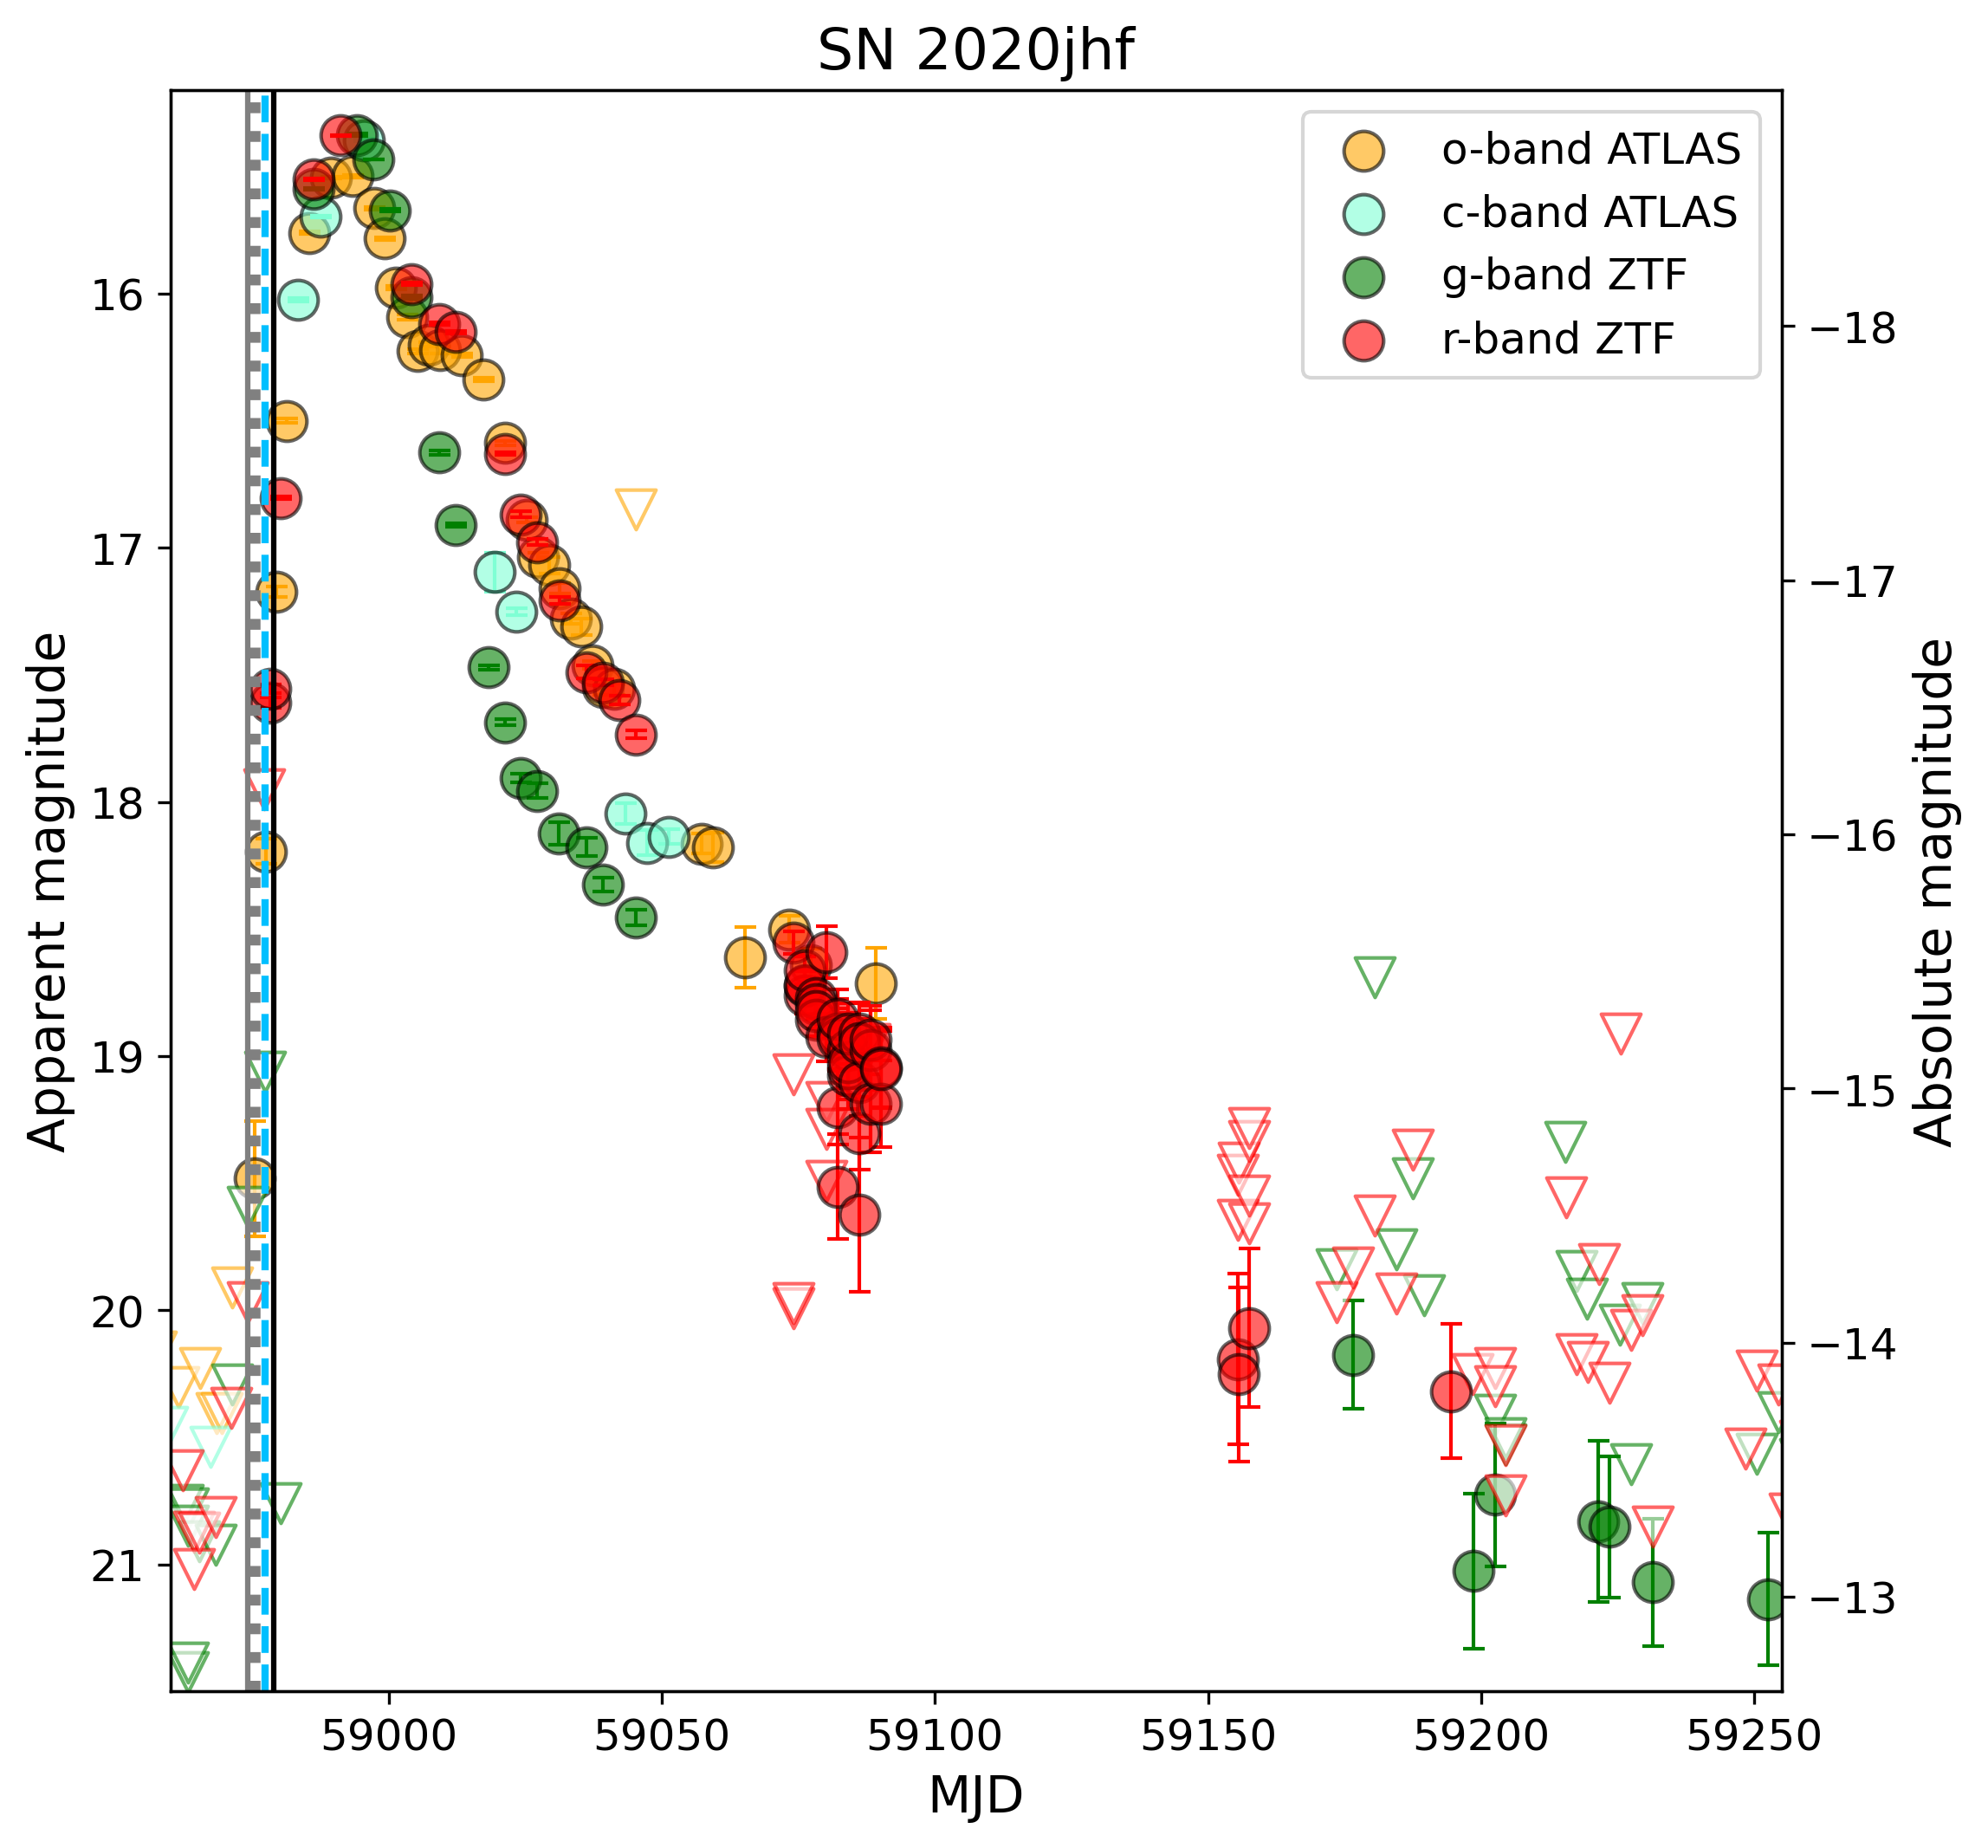 SN 2020jhf
o-band ATLAS
c-band ATLAS
g-band ZTF
r-band ZTF
Apparent magnitude
16
17
18
19
20
21
Absolute magnitude
−18
−17
−16
−15
−14
−13
59000
59050
59100
59150
59200
59250
MJD